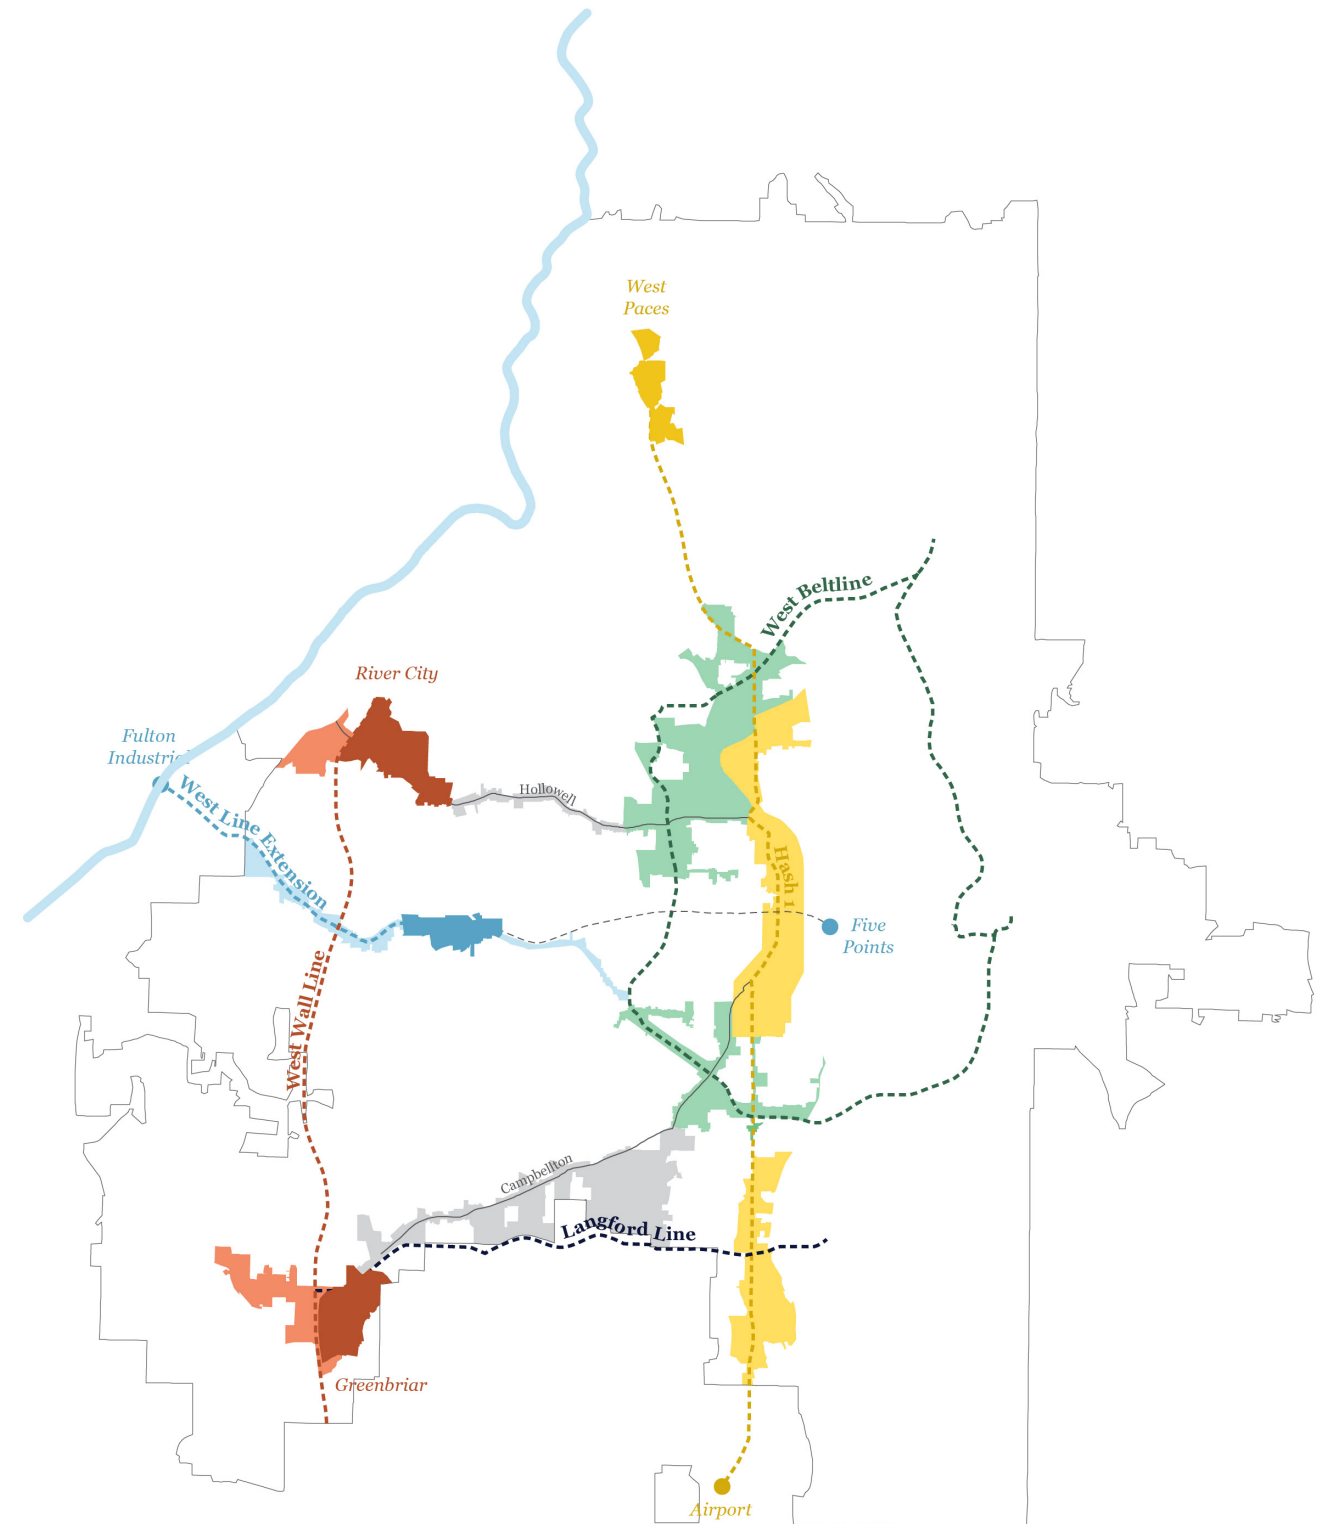 West
Paces
West Beltline
River City
Fulton
Industrial
West Line Extension
Hollowell
Hash 1
Five
Points
West Wall Line
Campbellton
Langford Line
Greenbriar
Airport